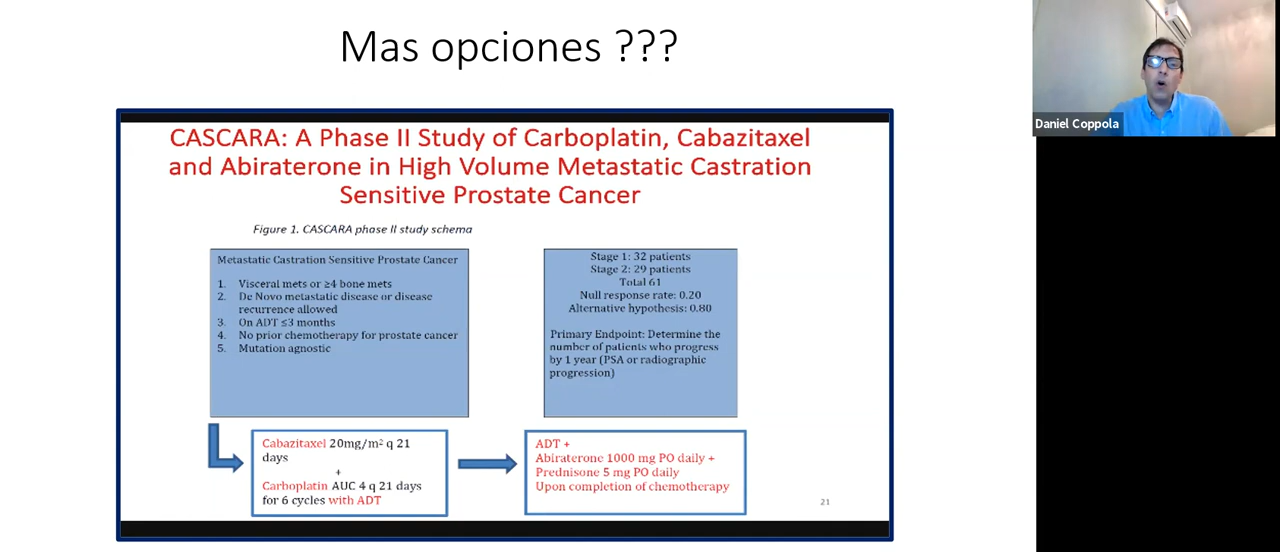 Mas opciones ???
Daniel Coppola
CASCARA: A Phase II Study of Carboplatin, Cabazitaxel
and Abiraterone in High Volume Metastatic Castration
Sensitive Prostate Cancer
Figure 1. CASCARA phase II study schema
Metastatic Castration Sensitive Prostate Cancer
1. Visceral mets or ≥4 bone mets
2. De Novo metastatic disease or disease
recurrence allowed
3. On ADT ≤3 months
4. No prior chemotherapy for prostate cancer
5. Mutation agnostic
Stage 1: 32 patients
Stage 2: 29 patients
Total 61
Null response rate: 0.20
Alternative hypothesis: 0.80
Primary Endpoint: Determine the
number of patients who progress
by 1 year (PSA or radiographic
progression)
Cabazitaxel 20mg/m² q 21
days
+
Carboplatin AUC 4 q 21 days
for 6 cycles with ADT
ADT +
Abiraterone 1000 mg PO daily +
Prednisone 5 mg PO daily
Upon completion of chemotherapy
21